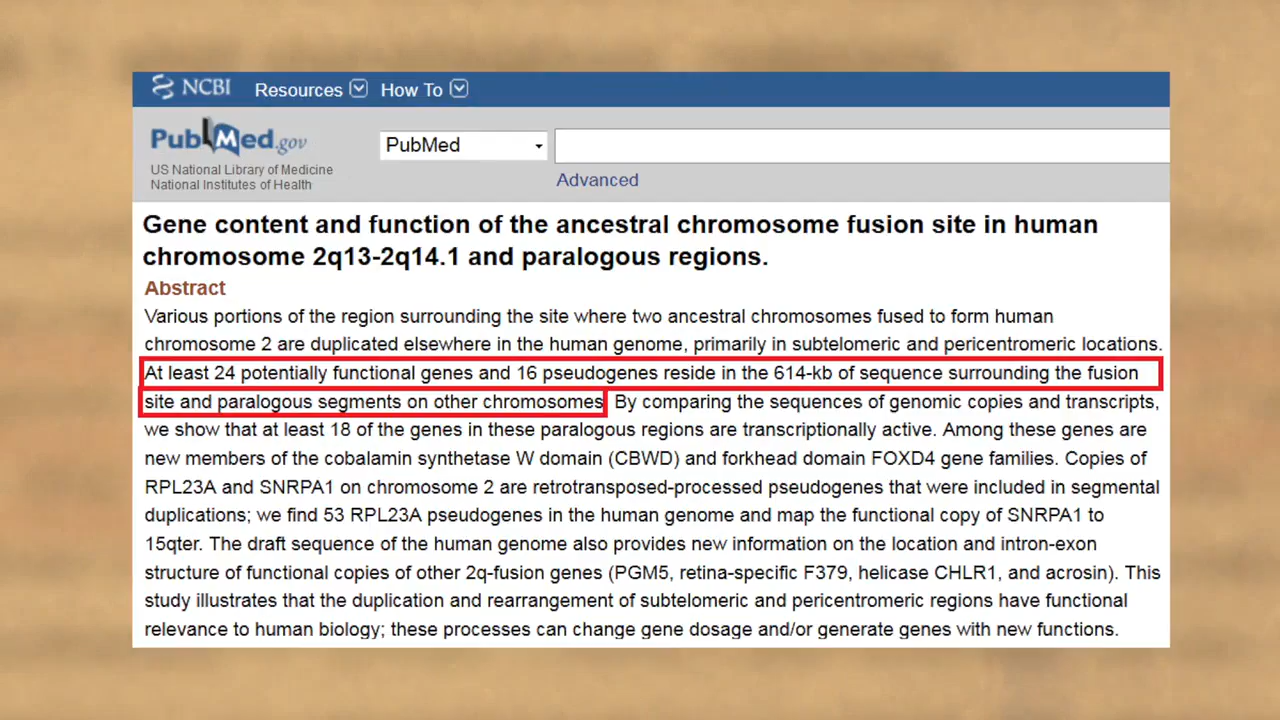 NCBI Resources How To
PubMed.gov
US National Library of Medicine
National Institutes of Health
PubMed
Advanced
Gene content and function of the ancestral chromosome fusion site in human
chromosome 2q13-2q14.1 and paralogous regions.
Abstract
Various portions of the region surrounding the site where two ancestral chromosomes fused to form human
chromosome 2 are duplicated elsewhere in the human genome, primarily in subtelomeric and pericentromeric locations.
At least 24 potentially functional genes and 16 pseudogenes reside in the 614-kb of sequence surrounding the fusion
site and paralogous segments on other chromosomes. By comparing the sequences of genomic copies and transcripts,
we show that at least 18 of the genes in these paralogous regions are transcriptionally active. Among these genes are
new members of the cobalamin synthetase W domain (CBWD) and forkhead domain FOXD4 gene families. Copies of
RPL23A and SNRPA1 on chromosome 2 are retrotransposed-processed pseudogenes that were included in segmental
duplications; we find 53 RPL23A pseudogenes in the human genome and map the functional copy of SNRPA1 to
15qter. The draft sequence of the human genome also provides new information on the location and intron-exon
structure of functional copies of other 2q-fusion genes (PGM5, retina-specific F379, helicase CHLR1, and acrosin). This
study illustrates that the duplication and rearrangement of subtelomeric and pericentromeric regions have functional
relevance to human biology; these processes can change gene dosage and/or generate genes with new functions.